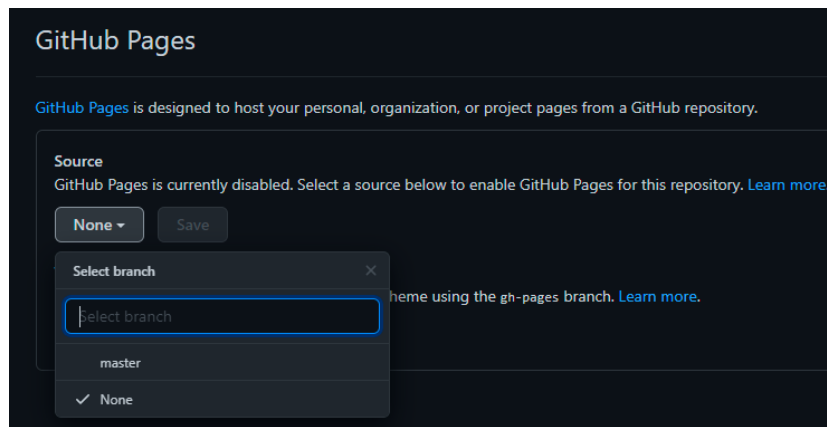 GitHub Pages
GitHub Pages is designed to host your personal, organization, or project pages from a GitHub repository.
Source
GitHub Pages is currently disabled. Select a source below to enable GitHub Pages for this repository. Learn more.
None
Save
Select branch
heme using the gh-pages branch. Learn more.
Select branch
master
None